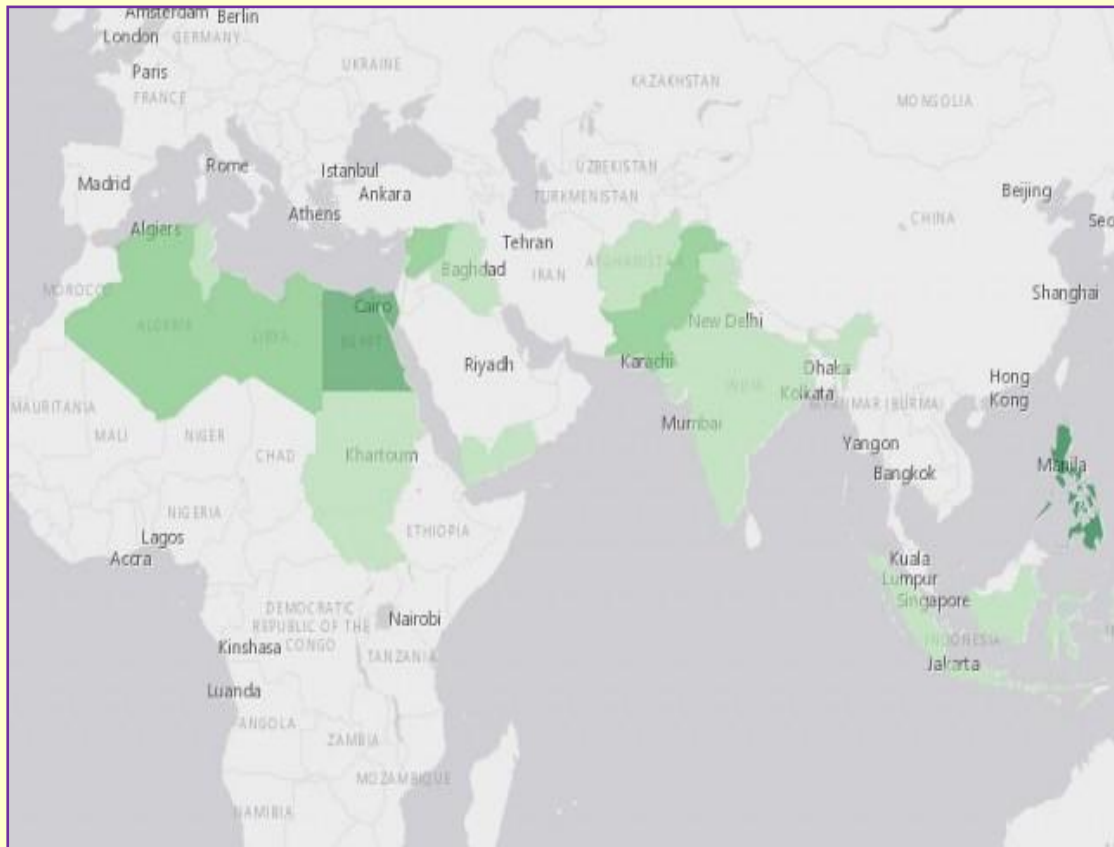 Amsterdam
Berlin
London
GERMANY
Paris
FRANCE
UKRAINE
KAZAKHSTAN
MONGOLIA
Rome
Madrid
Istanbul
Ankara
Athens
UZBEKISTAN
TURKMENISTAN
Beijing
CHINA
Seo
Algiers
Tehran
Baghdad
IRAN
AFGHANISTAN
MOROCCO
Shanghai
Cairo
ALGERIA
LIBYA
EGYPT
New Delhi
Riyadh
Karachi
Dhaka
Kolkata
INDIA
Hong
Kong
MAURITANIA
MALI
NIGER
CHAD
MYANMAR (BURMA)
Mumbai
Yangon
Khartoum
Bangkok
Manila
NIGERIA
ETHIOPIA
Lagos
Accra
Kuala
Lumpur
Singapore
DEMOCRATIC
REPUBLIC OF THE
CONGO
Nairobi
Kinshasa
TANZANIA
INDONESIA
Jakarta
Luanda
ANGOLA
ZAMBIA
MOZAMBIQUE
NAMIBIA